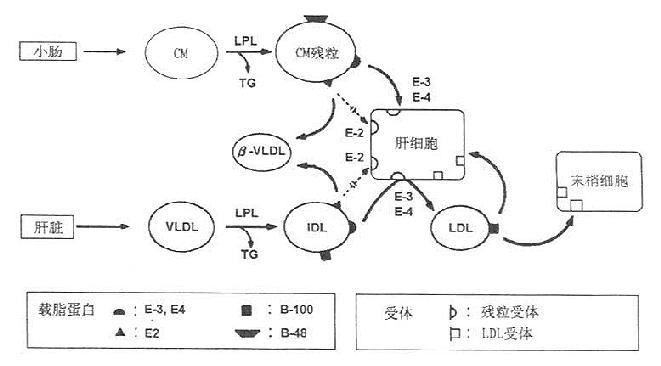 小肠
CM
LPL
TG
CM残粒
E-3
E-4
E-2
肝细胞
β-VLDL
E-2
E-3
E-4
末梢细胞
肝脏
VLDL
LPL
TG
IDL
LDL
载脂蛋白
: E-3, E4
: B-100
: E2
: B-48
受体
: 残粒受体
: LDL受体